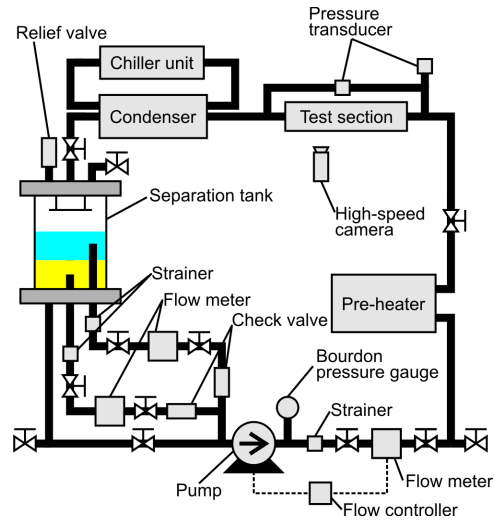 Relief valve
Pressure
transducer
Chiller unit
Condenser
Test section
Separation tank
High-speed
camera
Strainer
Flow meter
Pre-heater
Check valve
Bourdon
pressure gauge
Strainer
Pump
Flow meter
Flow controller